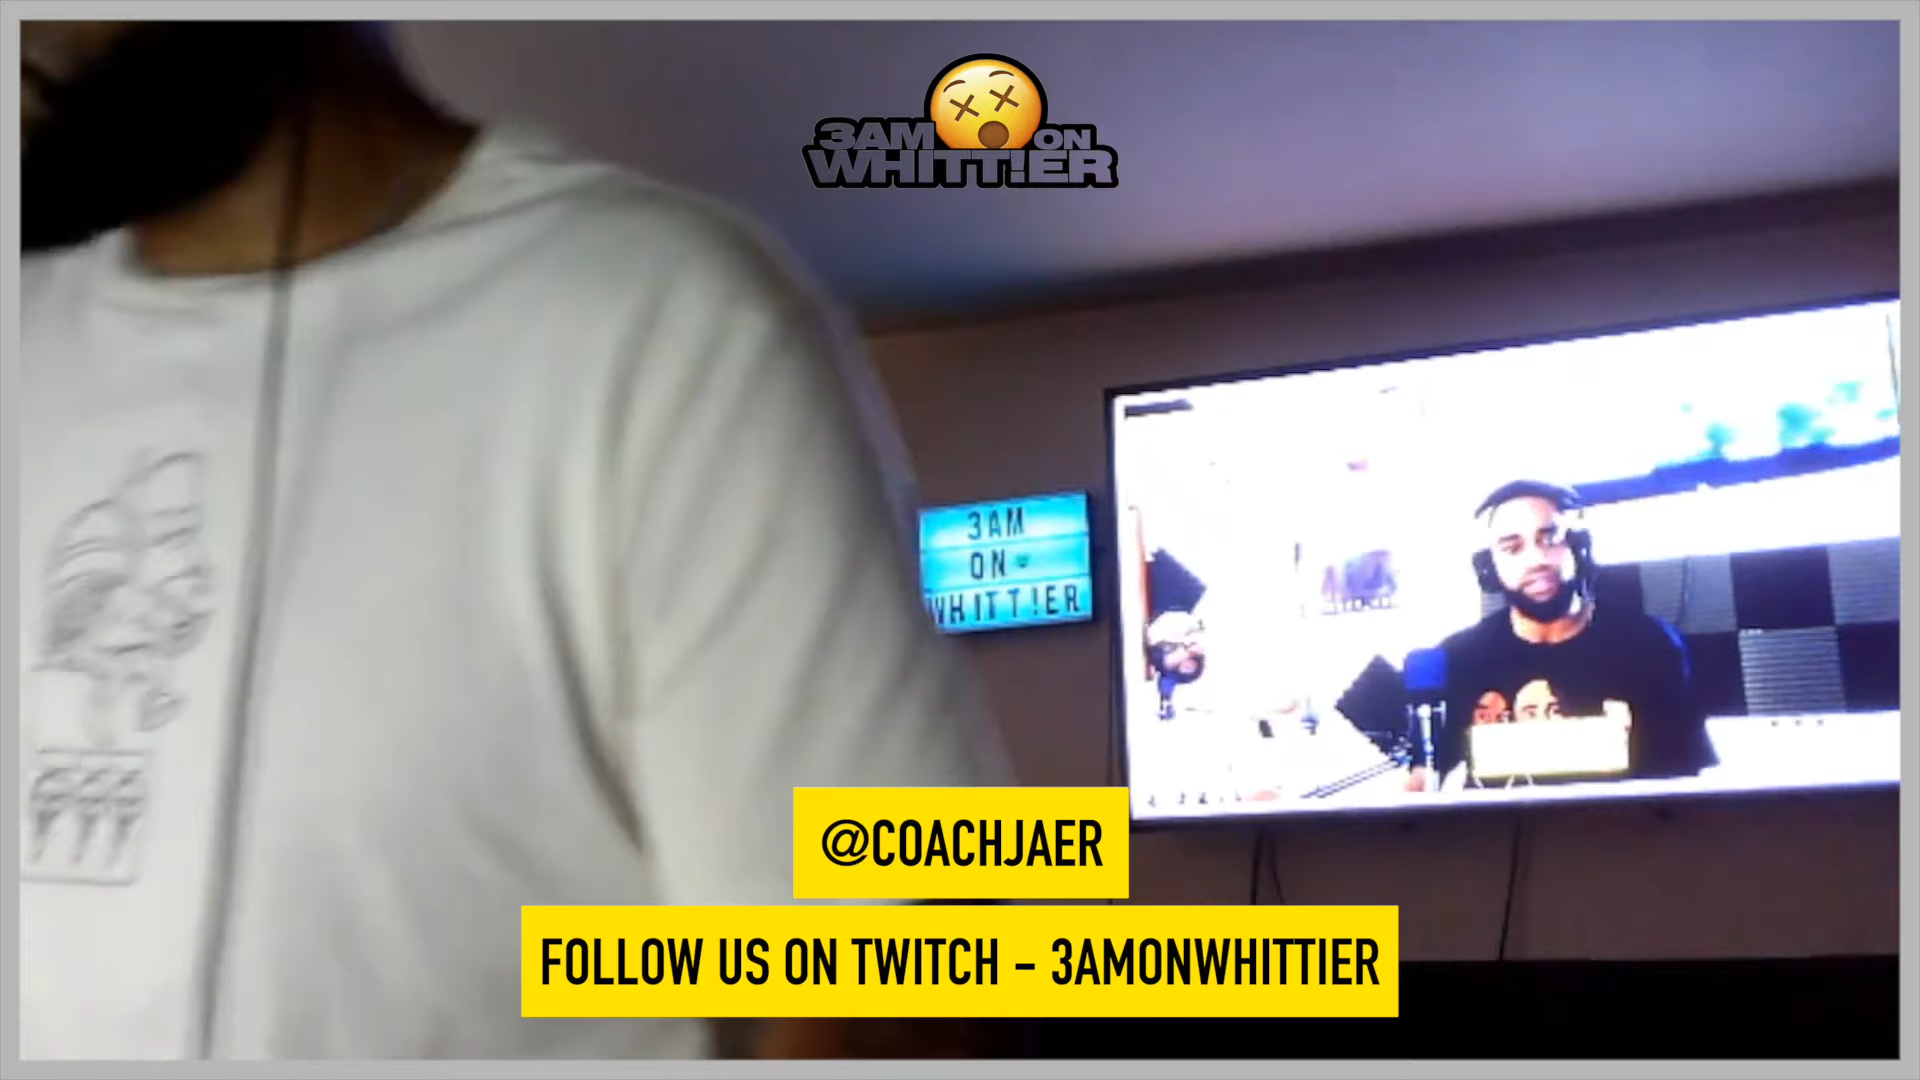 3AM ON
WHITT!ER
3AM
ON
WHITT!ER
@COACHJAER
FOLLOW US ON TWITCH - 3AMONWHITTIER